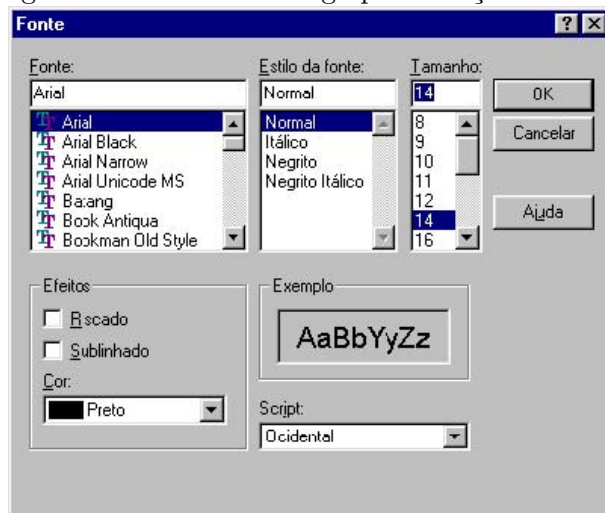 Fonte
Fonte:
Estilo da fonte:
Tamanho:
Arial
Normal
14
OK
Arial
Arial Black
Arial Narrow
Arial Unicode MS
Batang
Book Antiqua
Bookman Old Style
Normal
Itálico
Negrito
Negrito Itálico
8
9
10
11
12
14
16
Cancelar
Ajuda
Efeitos
Riscado
Sublinhado
Cor:
Preto
Exemplo
AaBbYyZz
Script:
Ocidental